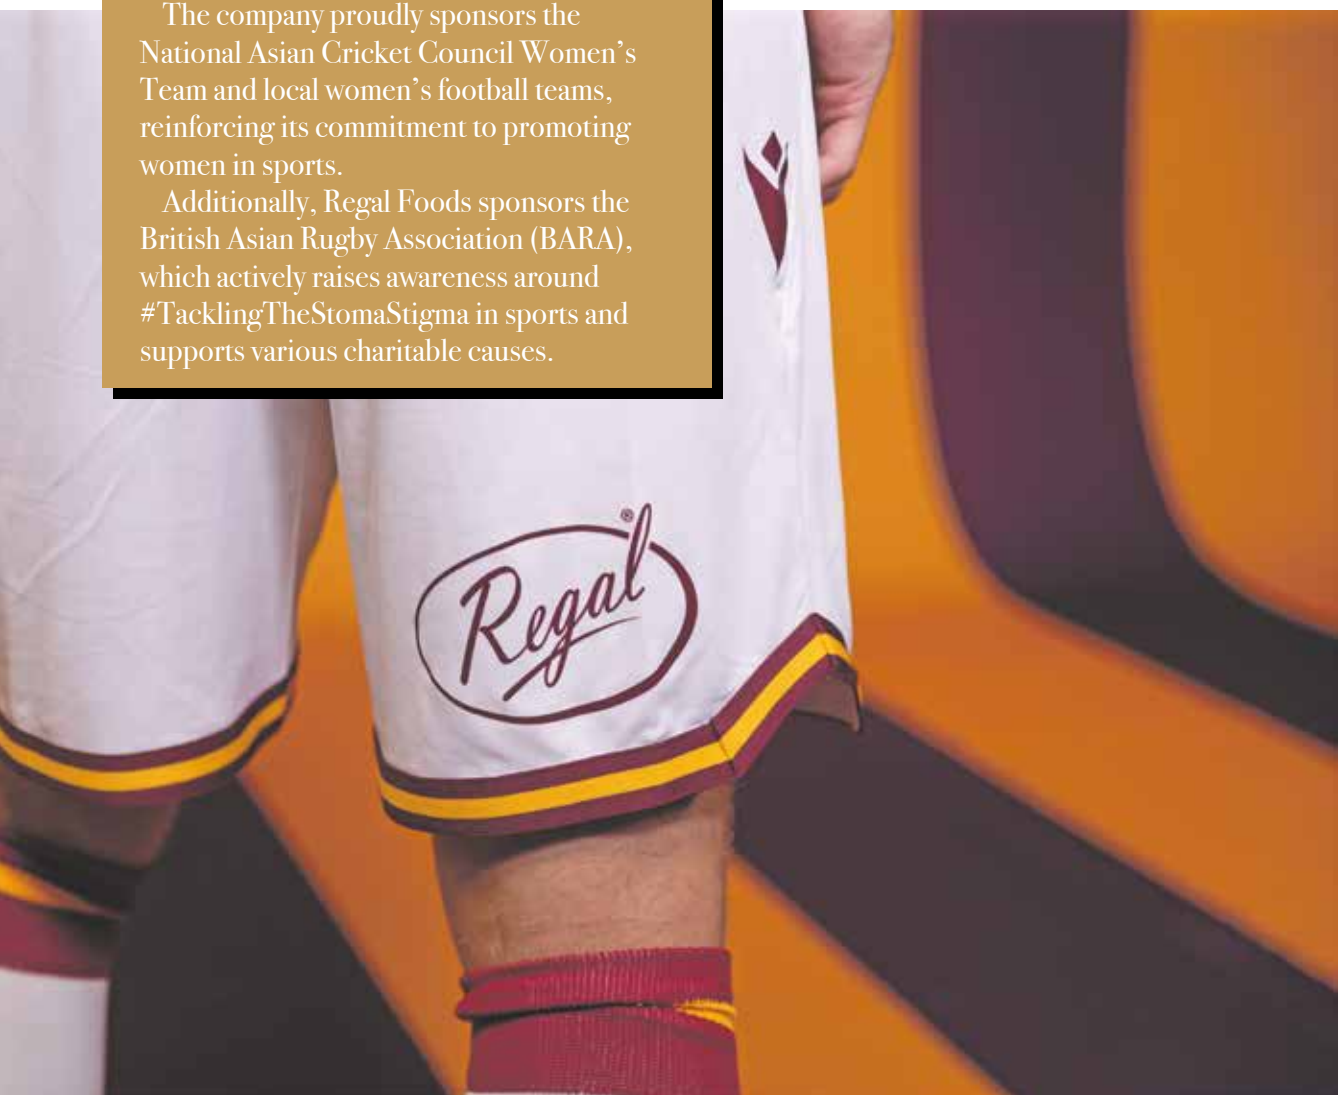 The company proudly sponsors the
National Asian Cricket Council Women’s
Team and local women’s football teams,
reinforcing its commitment to promoting
women in sports.
Additionally, Regal Foods sponsors the
British Asian Rugby Association (BARA),
which actively raises awareness around
#TacklingTheStomaStigma in sports and
supports various charitable causes.
Regal®